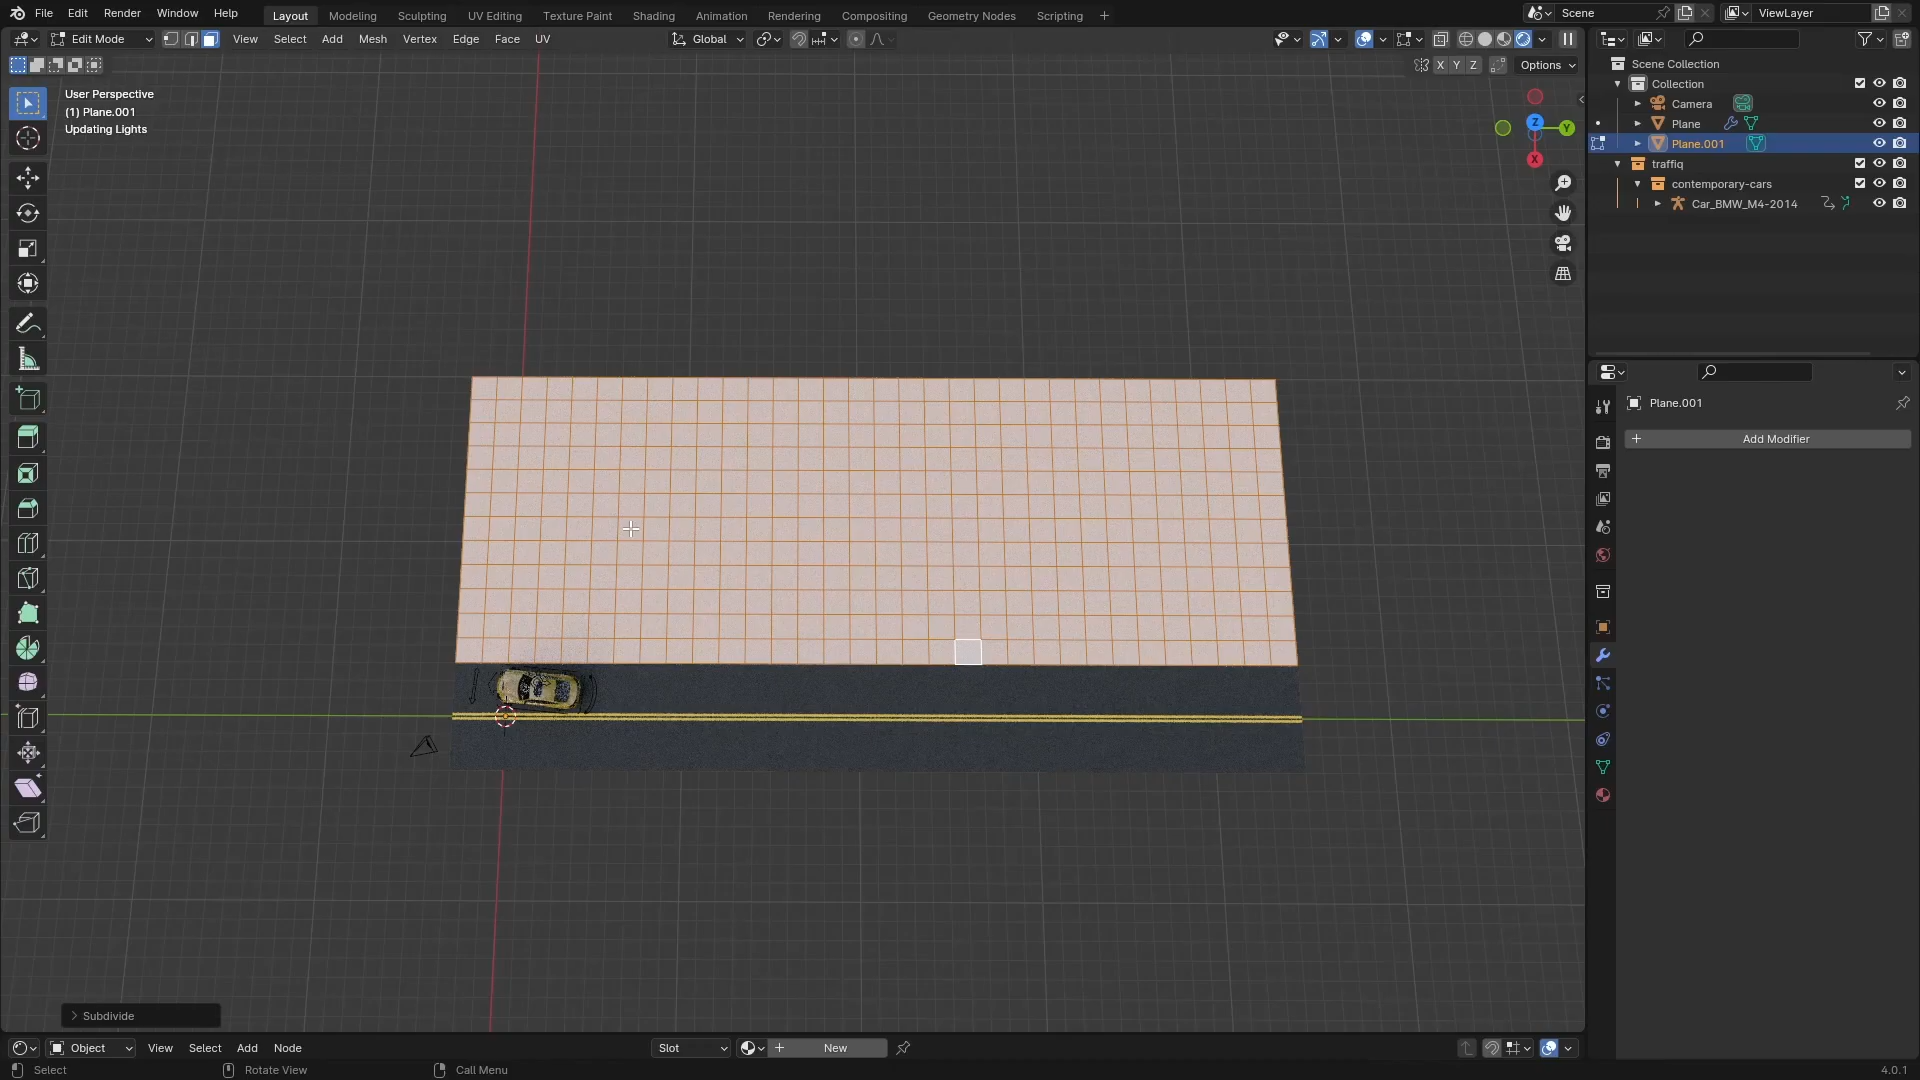 File Edit Render Window Help Layout Modeling Sculpting UV Editing Texture Paint Shading Animation Rendering Compositing Geometry Nodes Scripting + Scene ViewLayer
Edit Mode View Select Add Mesh Vertex Edge Face UV Global
X Y Z Options
User Perspective
(1) Plane.001
Updating Lights
Z Y
X
Scene Collection
Collection
Camera
Plane
Plane.001
traffiq
contemporary-cars
Car_BMW_M4-2014
Plane.001
+ Add Modifier
Subdivide
Object View Select Add Node Slot + New
Select Rotate View Call Menu 4.0.1